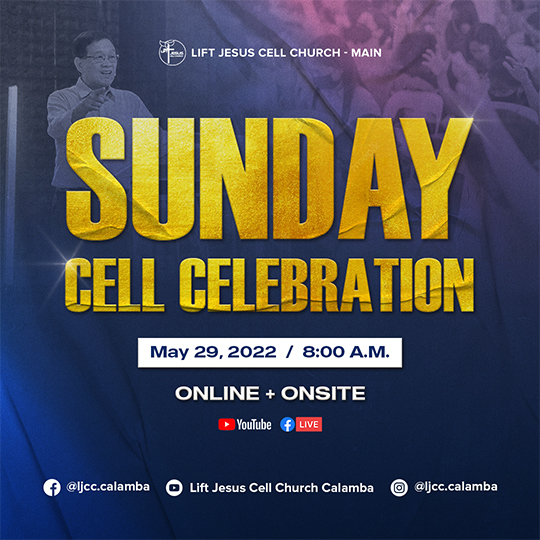 LIFT JESUS CELL CHURCH - MAIN
SUNDAY
CELL CELEBRATION
May 29, 2022 / 8:00 A.M.
ONLINE + ONSITE
YouTube LIVE
@ljcc.calamba Lift Jesus Cell Church Calamba @ljcc.calamba